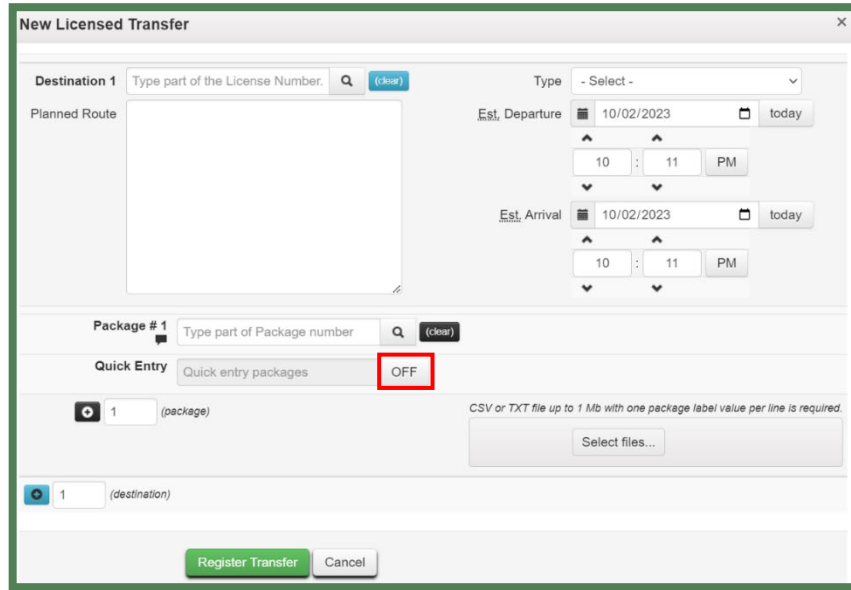 New Licensed Transfer ×
Destination 1 Type part of the License Number. (clear) Type - Select -
Planned Route Est. Departure 10/02/2023 today
10 : 11 PM
Est. Arrival 10/02/2023 today
10 : 11 PM
Package # 1 Type part of Package number (clear)
Quick Entry Quick entry packages OFF
1 (package) CSV or TXT file up to 1 Mb with one package label value per line is required.
Select files...
1 (destination)
Register Transfer Cancel